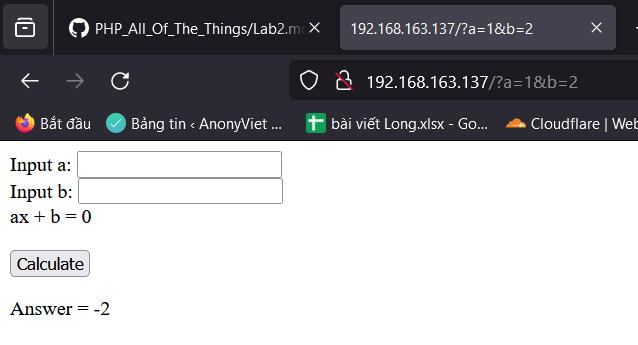 PHP_All_Of_The_Things/Lab2.m
192.168.163.137/?a=1&b=2
192.168.163.137/?a=1&b=2
Bắt đầu
Bảng tin ‹ AnonyViet ...
bài viết Long.xlsx - Go...
Cloudflare | Web
Input a:
Input b:
ax + b = 0
Calculate
Answer = -2